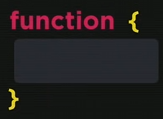 function {
}